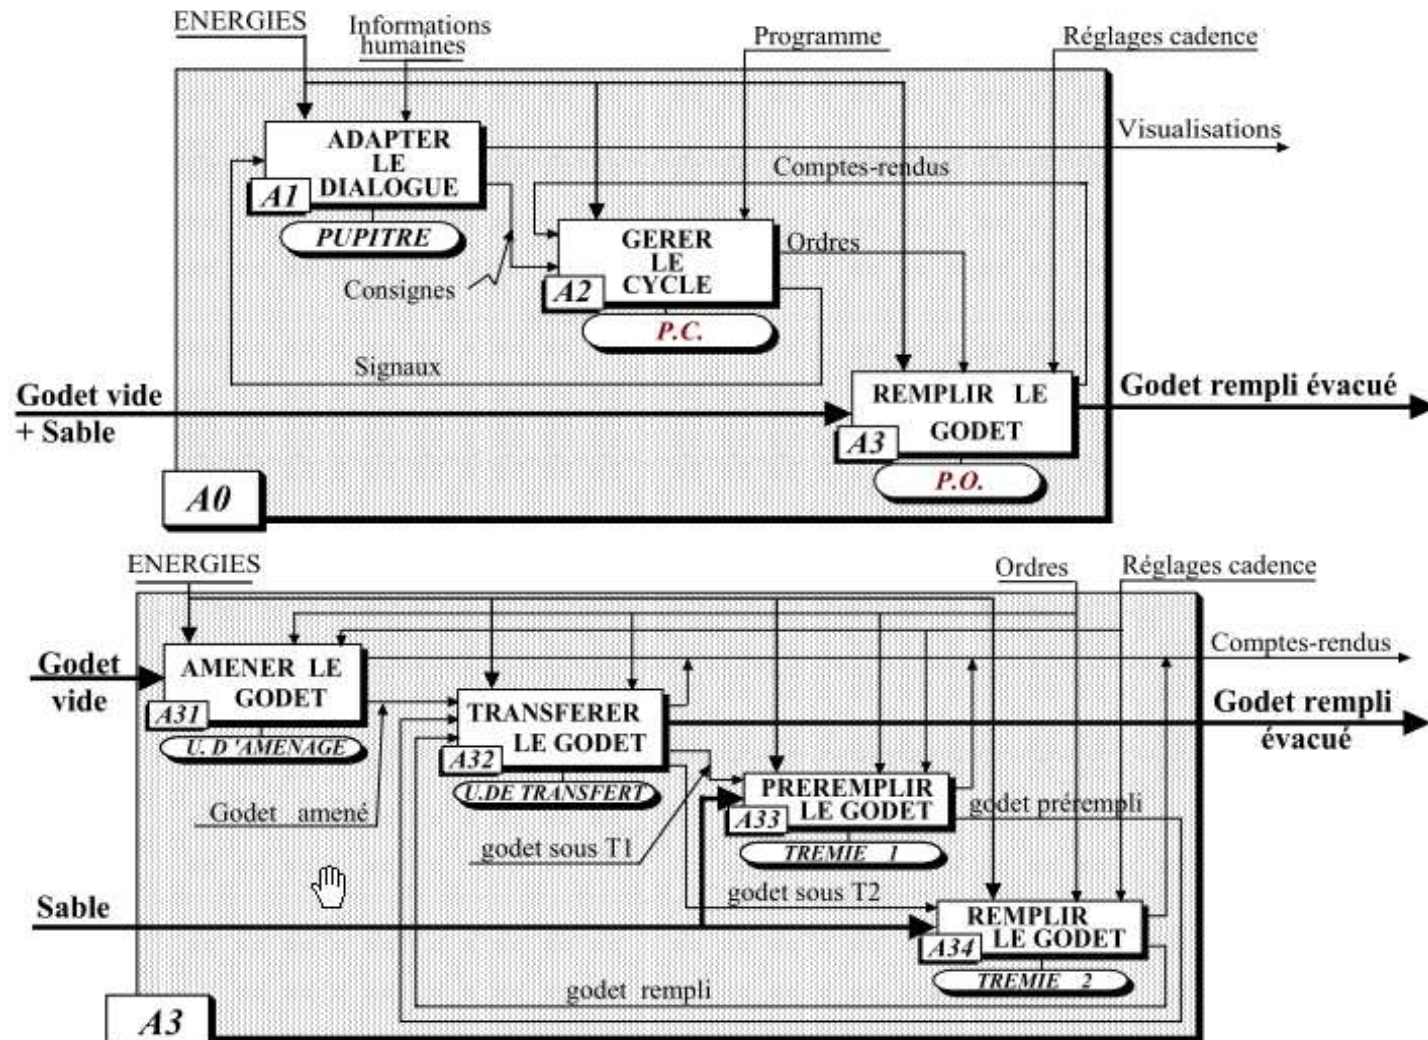 ENERGIES
Informations
humaines
Programme
Réglages cadence
ADAPTER
LE
DIALOGUE
A1
PUPITRE
Visualisations
Comptes-rendus
GERER
LE
CYCLE
A2
P.C.
Ordres
Consignes
Signaux
Godet vide
+ Sable
REMPLIR LE
GODET
A3
P.O.
Godet rempli évacué
A0
ENERGIES
Ordres
Réglages cadence
Godet
vide
AMENER LE
GODET
A31
U. D'AMENAGE
Comptes-rendus
TRANSFERER
LE GODET
A32
U.DE TRANSFERT
Godet rempli
évacué
PREREMPLIR
LE GODET
A33
TREMIE 1
godet prérempli
Godet amené
godet sous T1
godet sous T2
Sable
REMPLIR
LE GODET
A34
TREMIE 2
godet rempli
A3